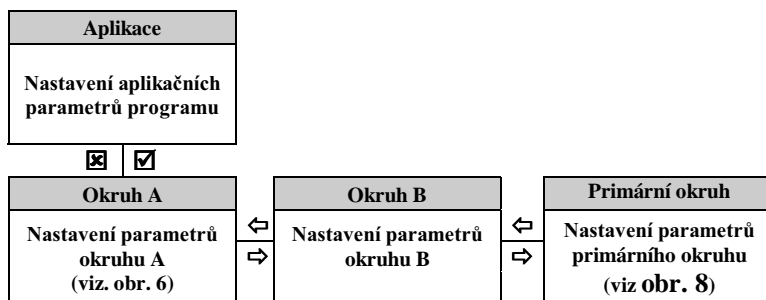 Aplikace
Nastavení aplikačních
parametrů programu
Okruh A
Okruh B
Primární okruh
Nastavení parametrů
okruhu A
(viz. obr. 6)
Nastavení parametrů
okruhu B
Nastavení parametrů
primárního okruhu
(viz obr. 8)